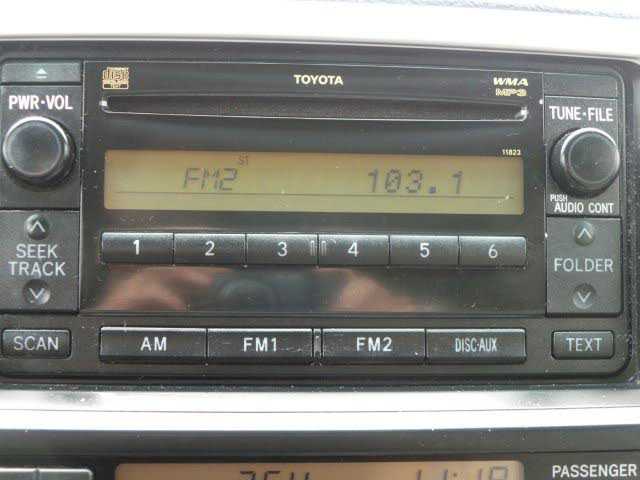 TOYOTA
WMA
MP3
PWR·VOL
TUNE·FILE
11823
ST
FM2 103.1
PUSH
AUDIO CONT
SEEK
TRACK
1 2 3 4 5 6
FOLDER
SCAN
AM FM1 FM2 DISC·AUX
TEXT
PASSENGER